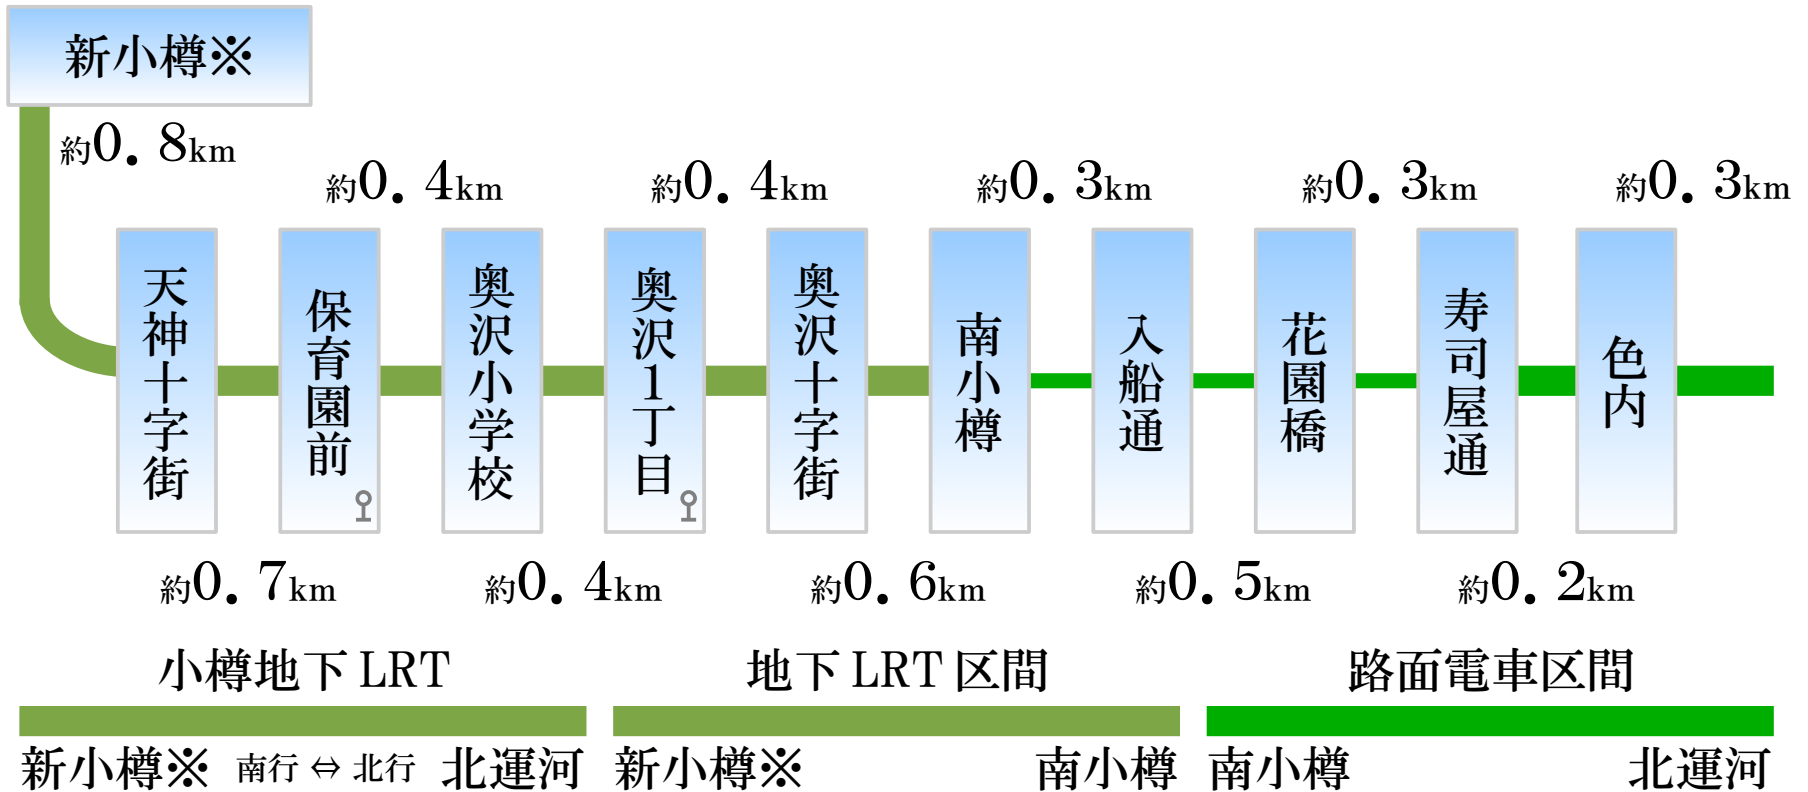 新小樽※
約0.8km
約0.4km
約0.4km
約0.3km
約0.3km
約0.3km
天神十字街
保育園前
奥沢小学校
奥沢1丁目
奥沢十字街
南小樽
入船通
花園橋
寿司屋通
色内
約0.7km
約0.4km
約0.6km
約0.5km
約0.2km
小樽地下LRT
地下LRT区間
路面電車区間
新小樽※ 南行⇔北行 北運河
新小樽※ 南小樽
南小樽 北運河